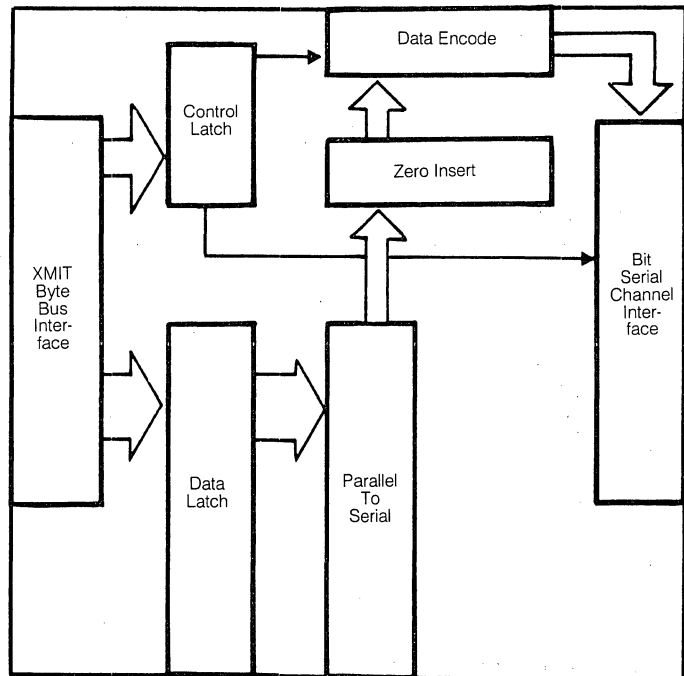 Data Encode
Control
Latch
Zero Insert
XMIT
Byte
Bus
Inter-
face
Bit
Serial
Channel
Inter-
face
Data
Latch
Parallel
To
Serial